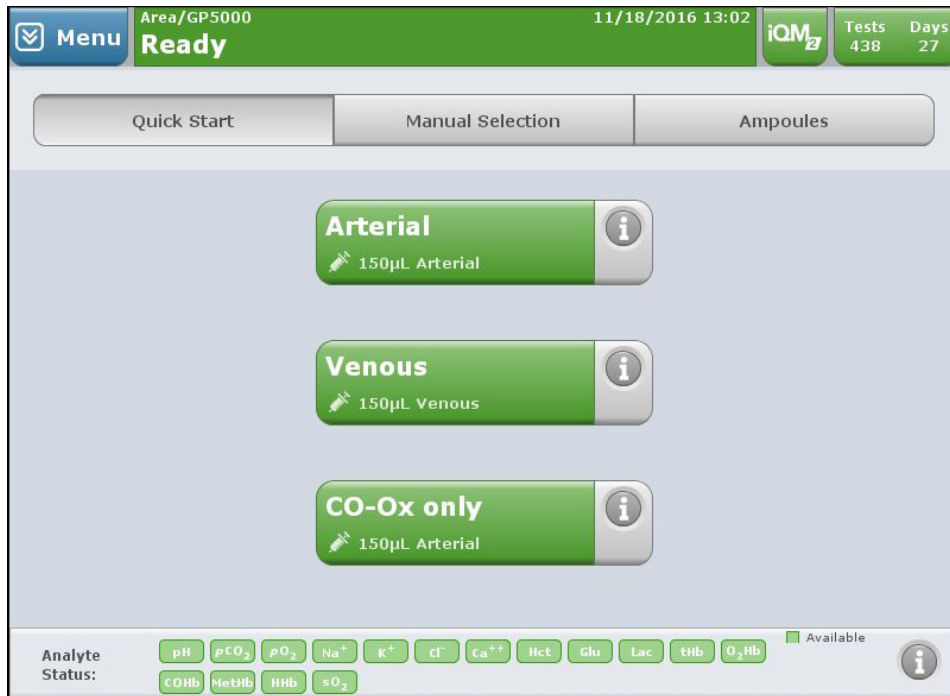 Menu
Area/GP5000
Ready
11/18/2016 13:02
iQM2
Tests
438
Days
27
Quick Start
Manual Selection
Ampoules
Arterial
150µL Arterial
Venous
150µL Venous
CO-Ox only
150µL Arterial
Analyte
Status:
pH pCO₂ pO₂ Na⁺ K⁺ Cl⁻ Ca⁺⁺ Hct Glu Lac tHb O₂Hb
COHb MetHb HHb sO₂
Available